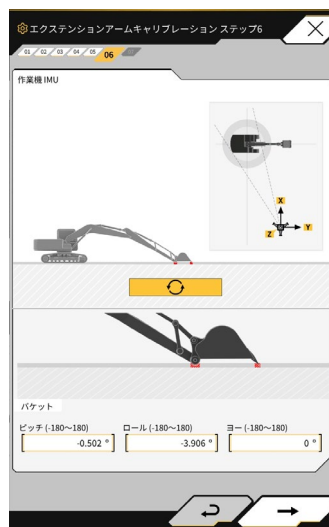 エクステンションアームキャリブレーション ステップ6
01 02 03 04 05 06
作業機 IMU
X
Y
Z
バケット
ピッチ (-180～180) ロール (-180～180) ヨー (-180～180)
-0.502 ° -3.906 ° 0 °